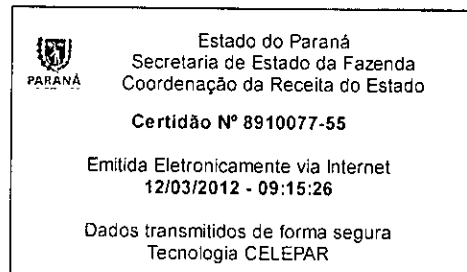 Estado do Paraná
Secretaria de Estado da Fazenda
PARANÁ
Coordenação da Receita do Estado
Certidão Nº 8910077-55
Emitida Eletronicamente via Internet
12/03/2012 - 09:15:26
Dados transmitidos de forma segura
Tecnologia CELEPAR